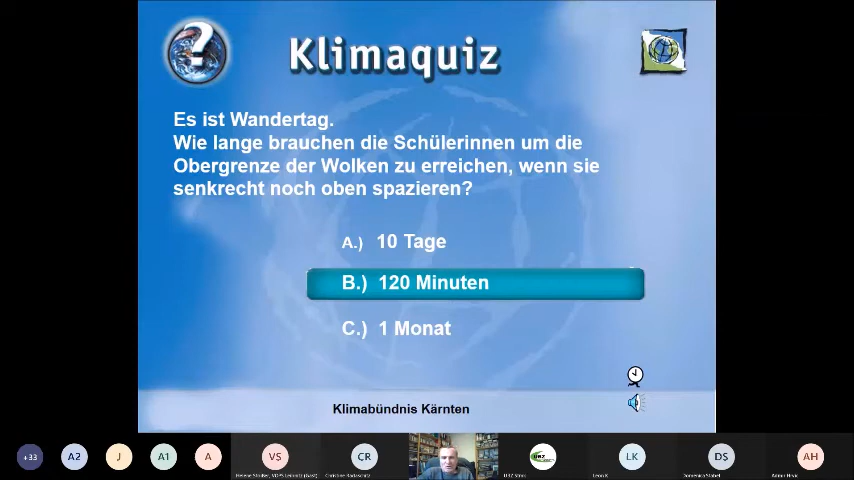 ?
Klimaquiz
Es ist Wandertag.
Wie lange brauchen die Schülerinnen um die
Obergrenze der Wolken zu erreichen, wenn sie
senkrecht noch oben spazieren?
A.) 10 Tage
B.) 120 Minuten
C.) 1 Monat
Klimabündnis Kärnten
+33
A2
J
A1
A
VS
CR
UBZ
LK
DS
AH